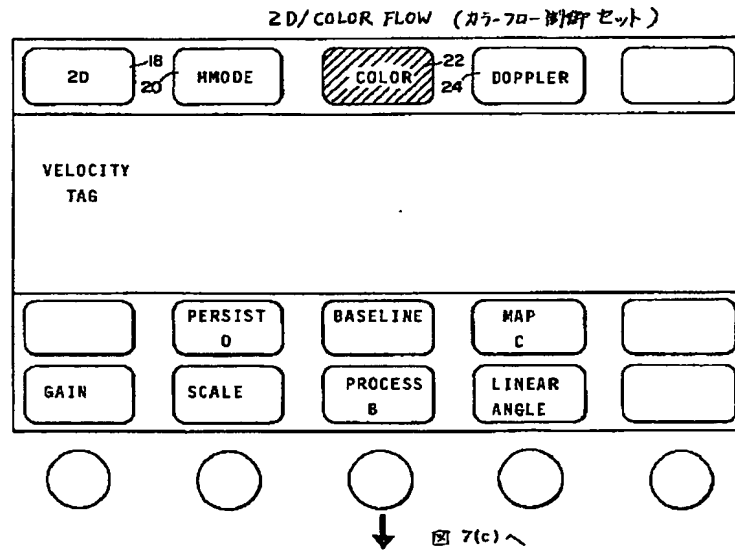 2D/COLOR FLOW (カラーフロー制御セット)
2D 18 20 MMODE COLOR 22 24 DOPPLER
VELOCITY
TAG
PERSIST BASELINE MAP
0 C
GAIN SCALE PROCESS LINEAR
B ANGLE
図 7(c)へ